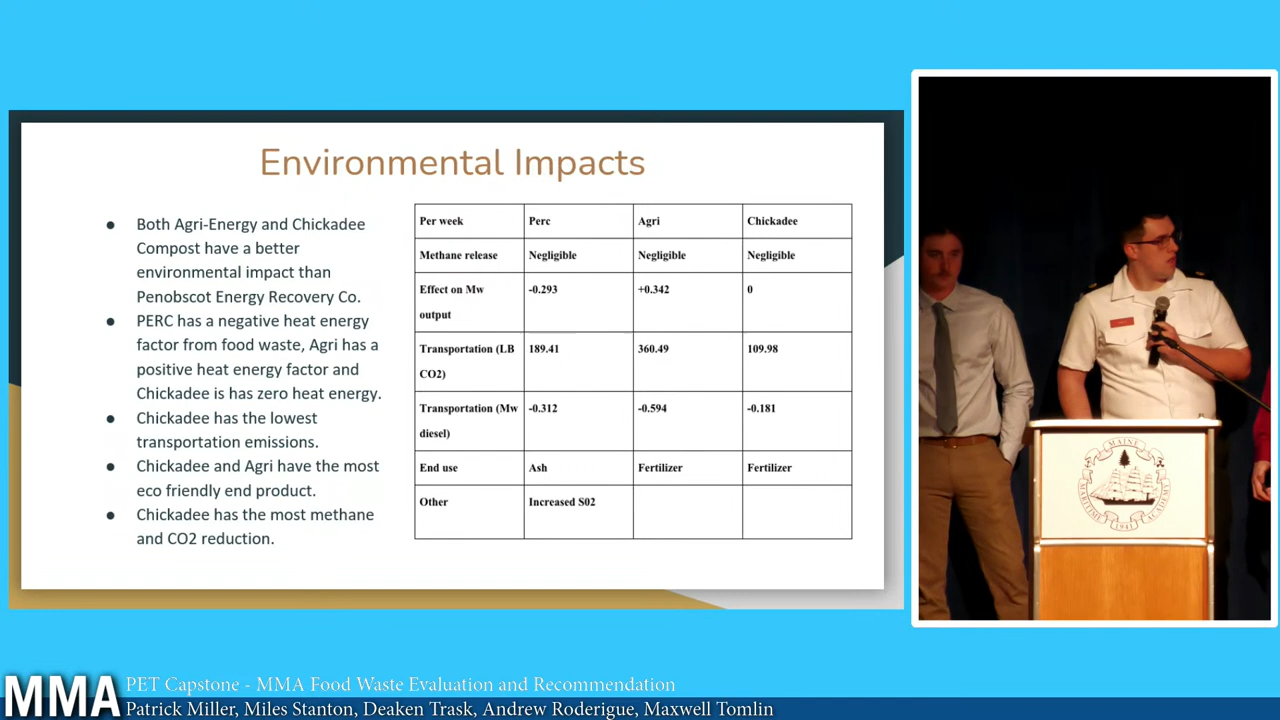 Environmental Impacts
● Both Agri-Energy and Chickadee
Compost have a better
environmental impact than
Penobscot Energy Recovery Co.
● PERC has a negative heat energy
factor from food waste, Agri has a
positive heat energy factor and
Chickadee is has zero heat energy.
● Chickadee has the lowest
transportation emissions.
● Chickadee and Agri have the most
eco friendly end product.
● Chickadee has the most methane
and CO2 reduction.
Per week Perc Agri Chickadee
Methane release Negligible Negligible Negligible
Effect on Mw -0.293 +0.342 0
output
Transportation (LB 189.41 360.49 109.98
CO2)
Transportation (Mw -0.312 -0.594 -0.181
diesel)
End use Ash Fertilizer Fertilizer
Other Increased S02
MAINE
MARITIME
ACADEMY
1941
MMA
PET Capstone - MMA Food Waste Evaluation and Recommendation
Patrick Miller, Miles Stanton, Deaken Trask, Andrew Roderigue, Maxwell Tomlin